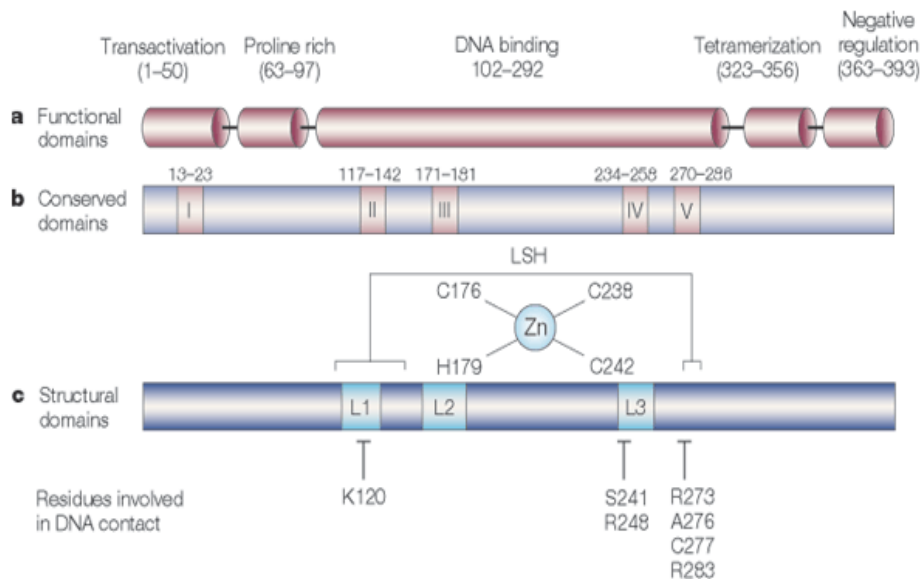 Transactivation
(1–50)
Proline rich
(63–97)
DNA binding
102–292
Tetramerization
(323–356)
Negative
regulation
(363–393)
a Functional
domains
13–23
117–142
171–181
234–258
270–286
b Conserved
domains
I
II
III
IV
V
LSH
C176
C238
Zn
H179
C242
c Structural
domains
L1
L2
L3
Residues involved
in DNA contact
K120
S241
R248
R273
A276
C277
R283